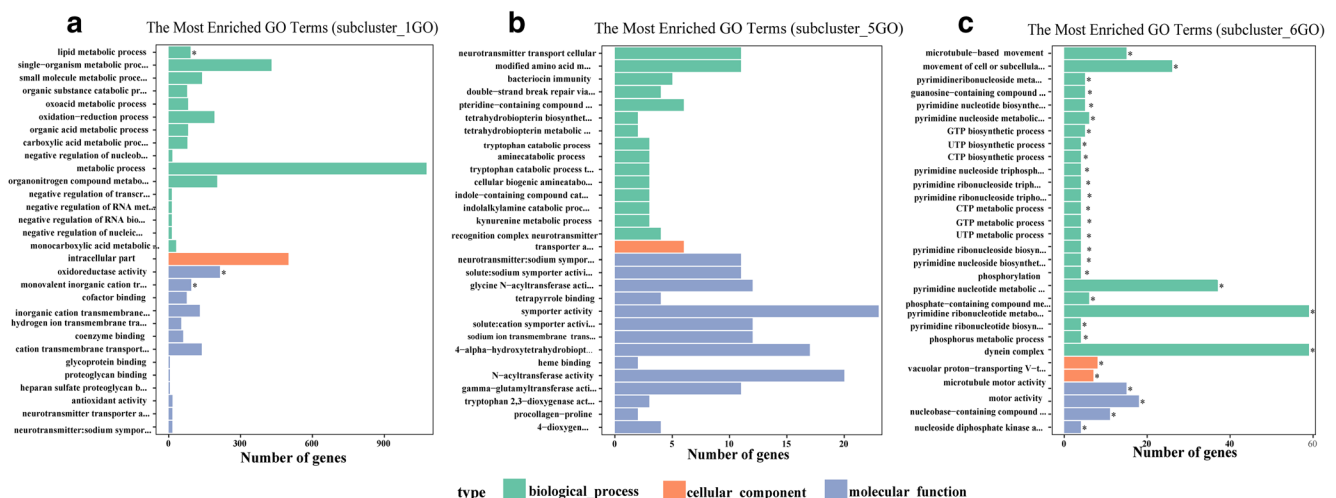 a
The Most Enriched GO Terms (subcluster_1GO)
lipid metabolic process
single−organism metabolic proc...
small molecule metabolic proce...
organic substance catabolic pr...
oxoacid metabolic process
oxidation−reduction process
organic acid metabolic process
carboxylic acid metabolic proc...
negative regulation of nucleob...
metabolic process
organonitrogen compound metabo...
negative regulation of transcr...
negative regulation of RNA met...
negative regulation of RNA bio...
negative regulation of nucleic...
monocarboxylic acid metabolic ..
intracellular part
oxidoreductase activity
monovalent inorganic cation tr...
cofactor binding
inorganic cation transmembrane...
hydrogen ion transmembrane tra...
coenzyme binding
cation transmembrane transport...
glycoprotein binding
proteoglycan binding
heparan sulfate proteoglycan b...
antioxidant activity
neurotransmitter transporter a...
neurotransmitter:sodium sympor...
* * *
0 300 600 900
Number of genes
b
The Most Enriched GO Terms (subcluster_5GO)
neurotransmitter transport cellular
modified amino acid m...
bacteriocin immunity
double−strand break repair via...
pteridine−containing compound ...
tetrahydrobiopterin biosynthet...
tetrahydrobiopterin metabolic ...
tryptophan catabolic process
aminecatabolic process
tryptophan catabolic process t...
cellular biogenic amineatabo...
indole−containing compound cat...
indolalkylamine catabolic proc...
kynurenine metabolic process
recognition complex neurotransmitter
transporter a...
neurotransmitter:sodium sympor...
solute:sodium symporter activi...
glycine N−acyltransferase acti...
tetrapyrrole binding
symporter activity
solute:cation symporter activi...
sodium ion transmembrane trans...
4−alpha−hydroxytetrahydrobiopt...
heme binding
N−acyltransferase activity
gamma−glutamyltransferase acti...
tryptophan 2,3−dioxygenase act...
procollagen−proline
4−dioxygen...
0 5 10 15 20
Number of genes
c
The Most Enriched GO Terms (subcluster_6GO)
microtubule−based movement
movement of cell or subcellula...
pyrimidineribonucleoside meta...
guanosine−containing compound ...
pyrimidine nucleotide biosynthe...
pyrimidine nucleoside metabolic...
GTP biosynthetic process
UTP biosynthetic process
CTP biosynthetic process
pyrimidine nucleoside triphosph...
pyrimidine ribonucleoside triph...
pyrimidine ribonucleoside tripho...
CTP metabolic process
GTP metabolic process
UTP metabolic process
pyrimidine ribonucleoside biosyn...
pyrimidine nucleoside biosynthet...
phosphorylation
pyrimidine nucleotide metabolic ...
phosphate−containing compound mc...
pyrimidine ribonucleotide metabo...
pyrimidine ribonucleotide biosyn...
phosphorus metabolic process
dynein complex
vacuolar proton−transporting V−t...
microtubule motor activity
motor activity
nucleobase−containing compound ...
nucleoside diphosphate kinase a...
* * * * * * * * * * * * * * * * * * * * * * * * * * * * * *
0 20 40 60
Number of genes
type biological_process cellular_component molecular_function